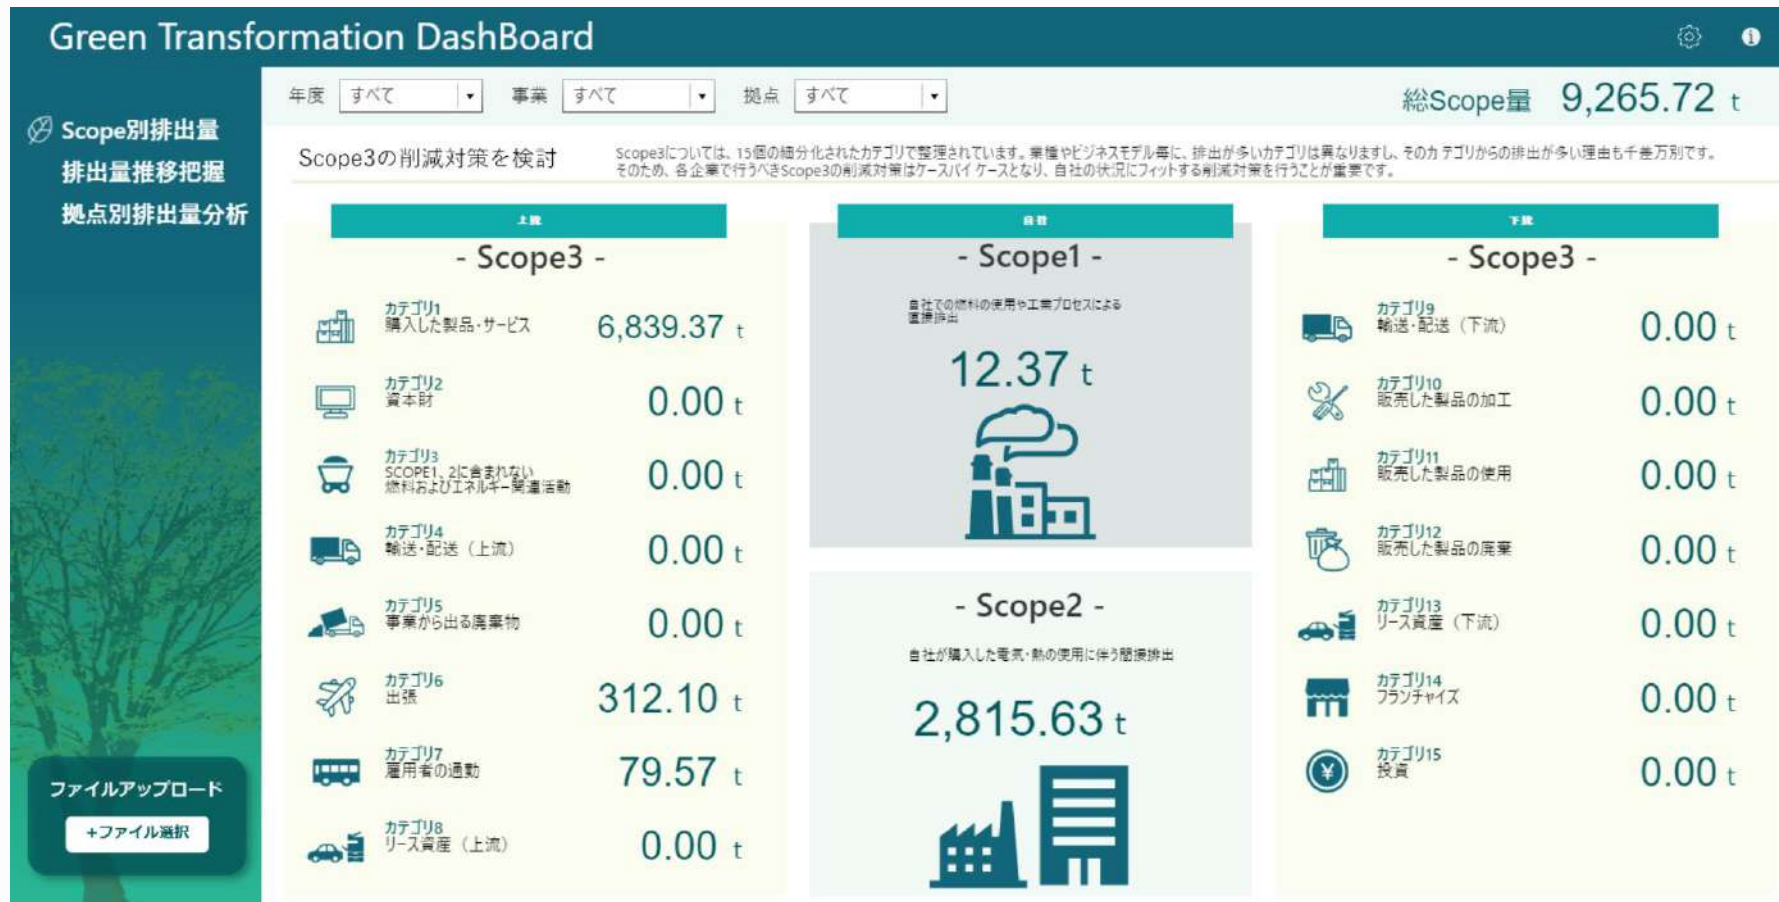 Green Transformation DashBoard
Scope別排出量
排出量推移把握
拠点別排出量分析
ファイルアップロード
+ファイル選択
年度 すべて 事業 すべて 拠点 すべて
総Scope量 9,265.72 t
Scope3の削減対策を検討
Scope3については、15個の細分化されたカテゴリで整理されています。業種やビジネスモデル毎に、排出が多いカテゴリは異なりますし、そのカテゴリからの排出が多い理由も千差万別です。
そのため、各企業で行うべきScope3の削減対策はケースバイケースとなり、自社の状況にフィットする削減対策を行うことが重要です。
上流
- Scope3 -
カテゴリ1
購入した製品・サービス 6,839.37 t
カテゴリ2
資本財 0.00 t
カテゴリ3
SCOPE1、2に含まれない
燃料およびエネルギー関連活動 0.00 t
カテゴリ4
輸送・配送（上流） 0.00 t
カテゴリ5
事業から出る廃棄物 0.00 t
カテゴリ6
出張 312.10 t
カテゴリ7
雇用者の通勤 79.57 t
カテゴリ8
リース資産（上流） 0.00 t
自社
- Scope1 -
自社での燃料の使用や工業プロセスによる
直接排出
12.37 t
- Scope2 -
自社が購入した電気・熱の使用に伴う間接排出
2,815.63 t
下流
- Scope3 -
カテゴリ9
輸送・配送（下流） 0.00 t
カテゴリ10
販売した製品の加工 0.00 t
カテゴリ11
販売した製品の使用 0.00 t
カテゴリ12
販売した製品の廃棄 0.00 t
カテゴリ13
リース資産（下流） 0.00 t
カテゴリ14
フランチャイズ 0.00 t
カテゴリ15
投資 0.00 t